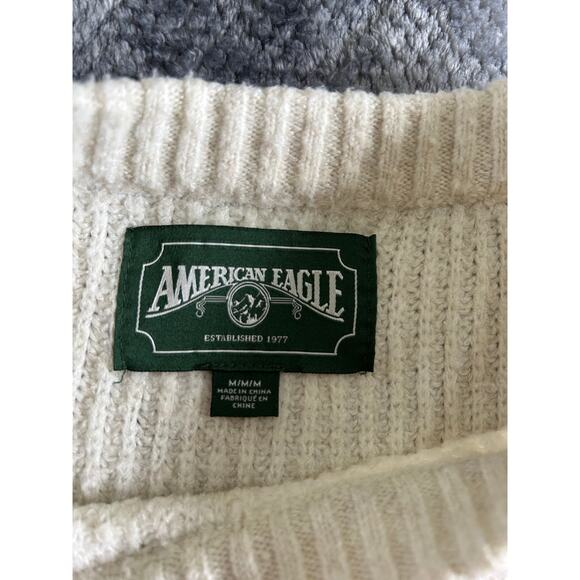 AMERICAN EAGLE
ESTABLISHED 1977
M/M/M
MADE IN CHINA
FABRIQUÉ EN
CHINE